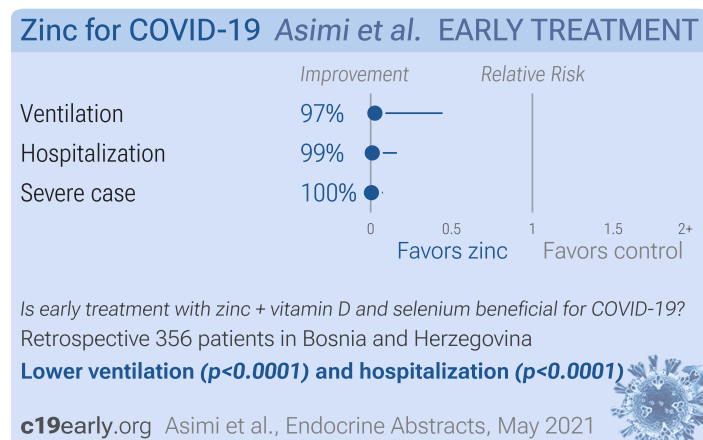 Zinc for COVID-19 Asimi et al. EARLY TREATMENT
Improvement Relative Risk
Ventilation 97%
Hospitalization 99%
Severe case 100%
0 0.5 1 1.5 2+
Favors zinc Favors control
Is early treatment with zinc + vitamin D and selenium beneficial for COVID-19?
Retrospective 356 patients in Bosnia and Herzegovina
Lower ventilation (p<0.0001) and hospitalization (p<0.0001)
c19early.org Asimi et al., Endocrine Abstracts, May 2021